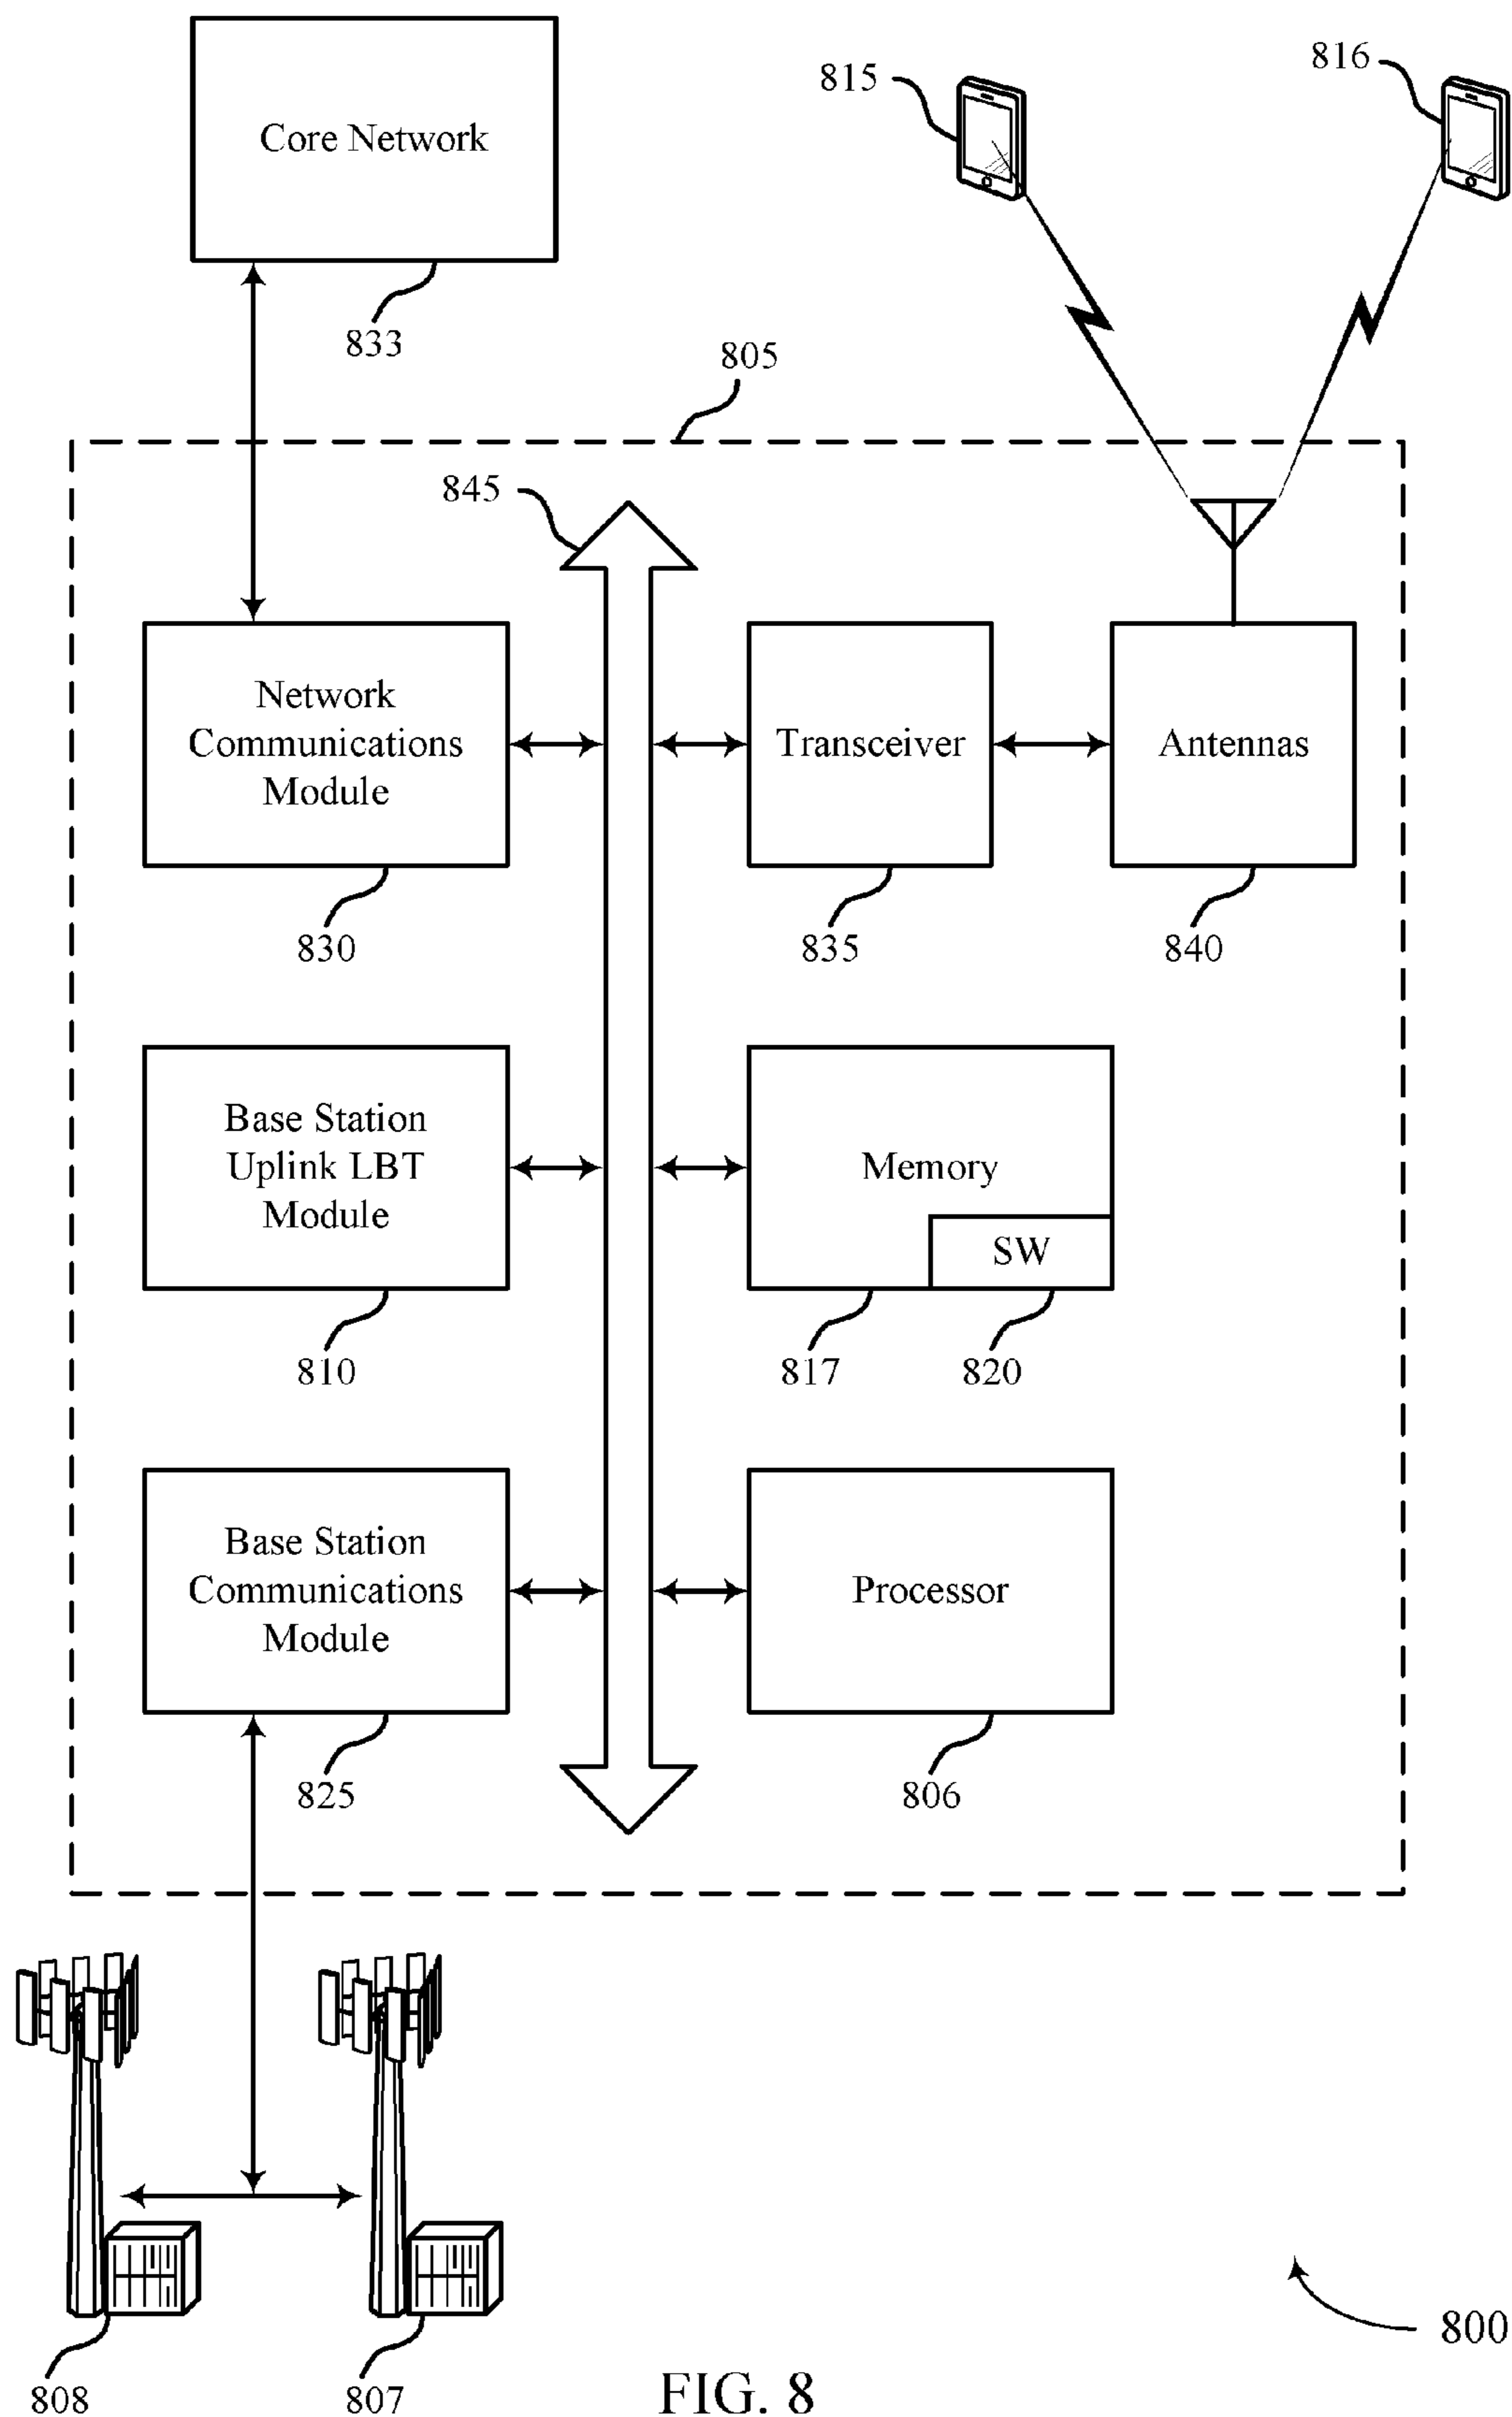 Core Network
815
816
833
805
845
Network
Communications
Module
Transceiver
Antennas
830
835
840
Base Station
Uplink LBT
Module
Memory
SW
810
817
820
Base Station
Communications
Module
Processor
825
806
800
808
807
FIG. 8